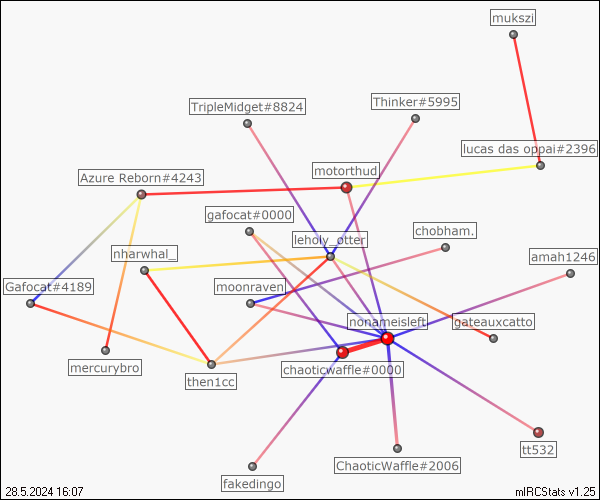 mukszi
TripleMidget#8824
Thinker#5995
lucas das oppai#2396
Azure Reborn#4243
motorthud
gafocat#0000
chobham.
leholy_otter
nharwhal_
amah1246
Gafocat#4189
moonraven
nonameisleft
gateauxcatto
mercurybro
chaoticwaffle#0000
then1cc
tt532
ChaoticWaffle#2006
fakedingo
28.5.2024 16:07
mIRCStats v1.25